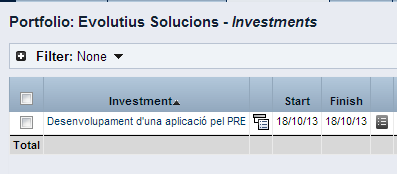 Portfolio: Evolutius Solucions - Investments
Filter: None
Investment Start Finish
Desenvolupament d'una aplicació pel PRE 18/10/13 18/10/13
Total